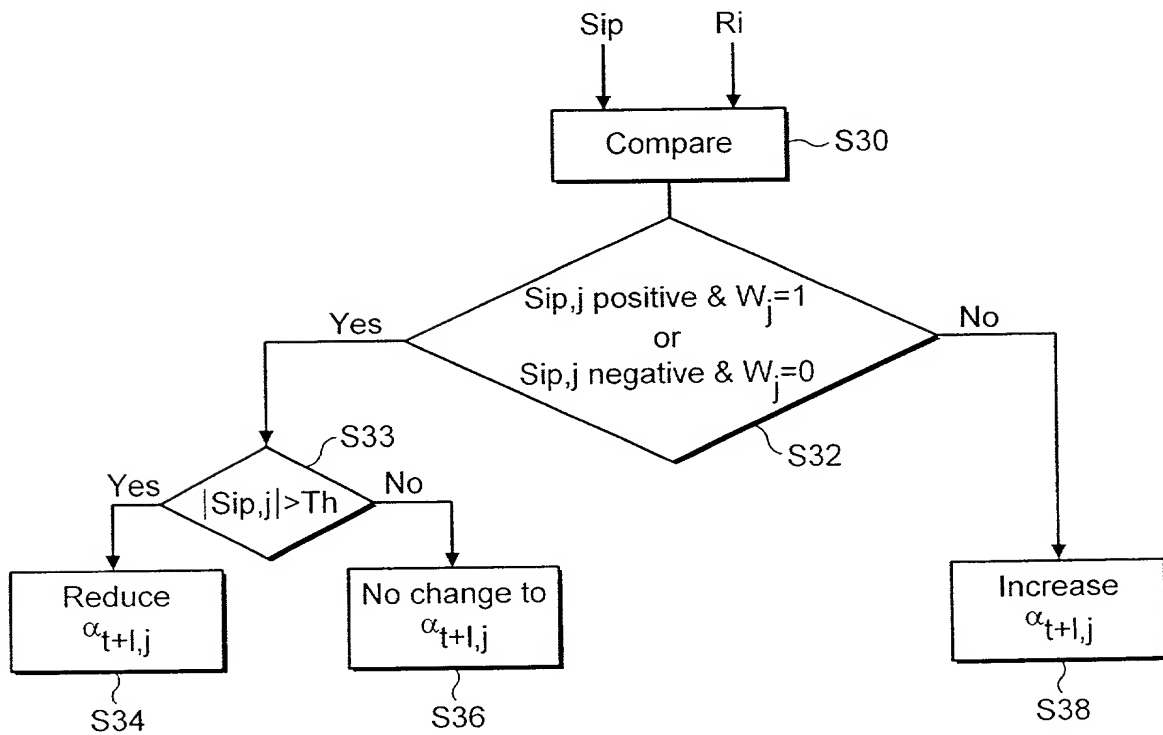 Sip
Ri
Compare
S30
Sip,j positive & Wj=1
or
Sip,j negative & Wj=0
Yes
No
S32
S33
Yes
|Sip,j|>Th
No
Reduce
αt+l,j
No change to
αt+l,j
Increase
αt+l,j
S34
S36
S38